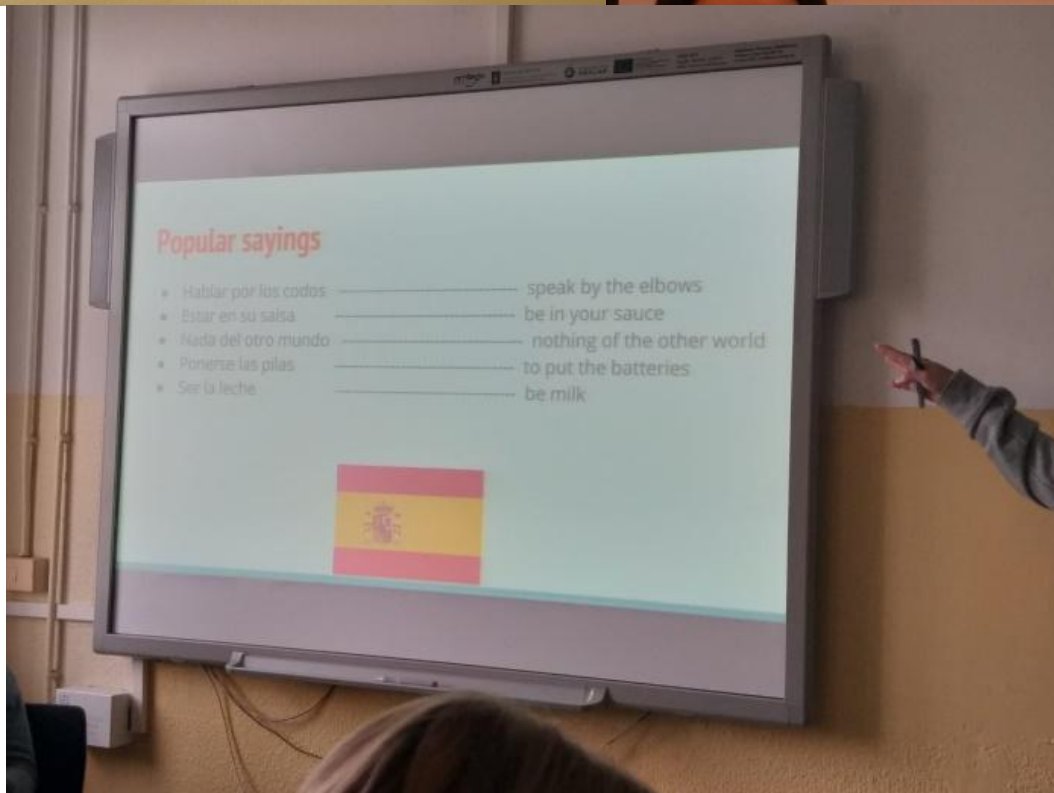 Popular sayings
Hablar por los codos ---------- speak by the elbows
Estar en su salsa ---------- be in your sauce
Nada del otro mundo ---------- nothing of the other world
Ponerse las pilas ---------- to put the batteries
Ser la leche ---------- be milk